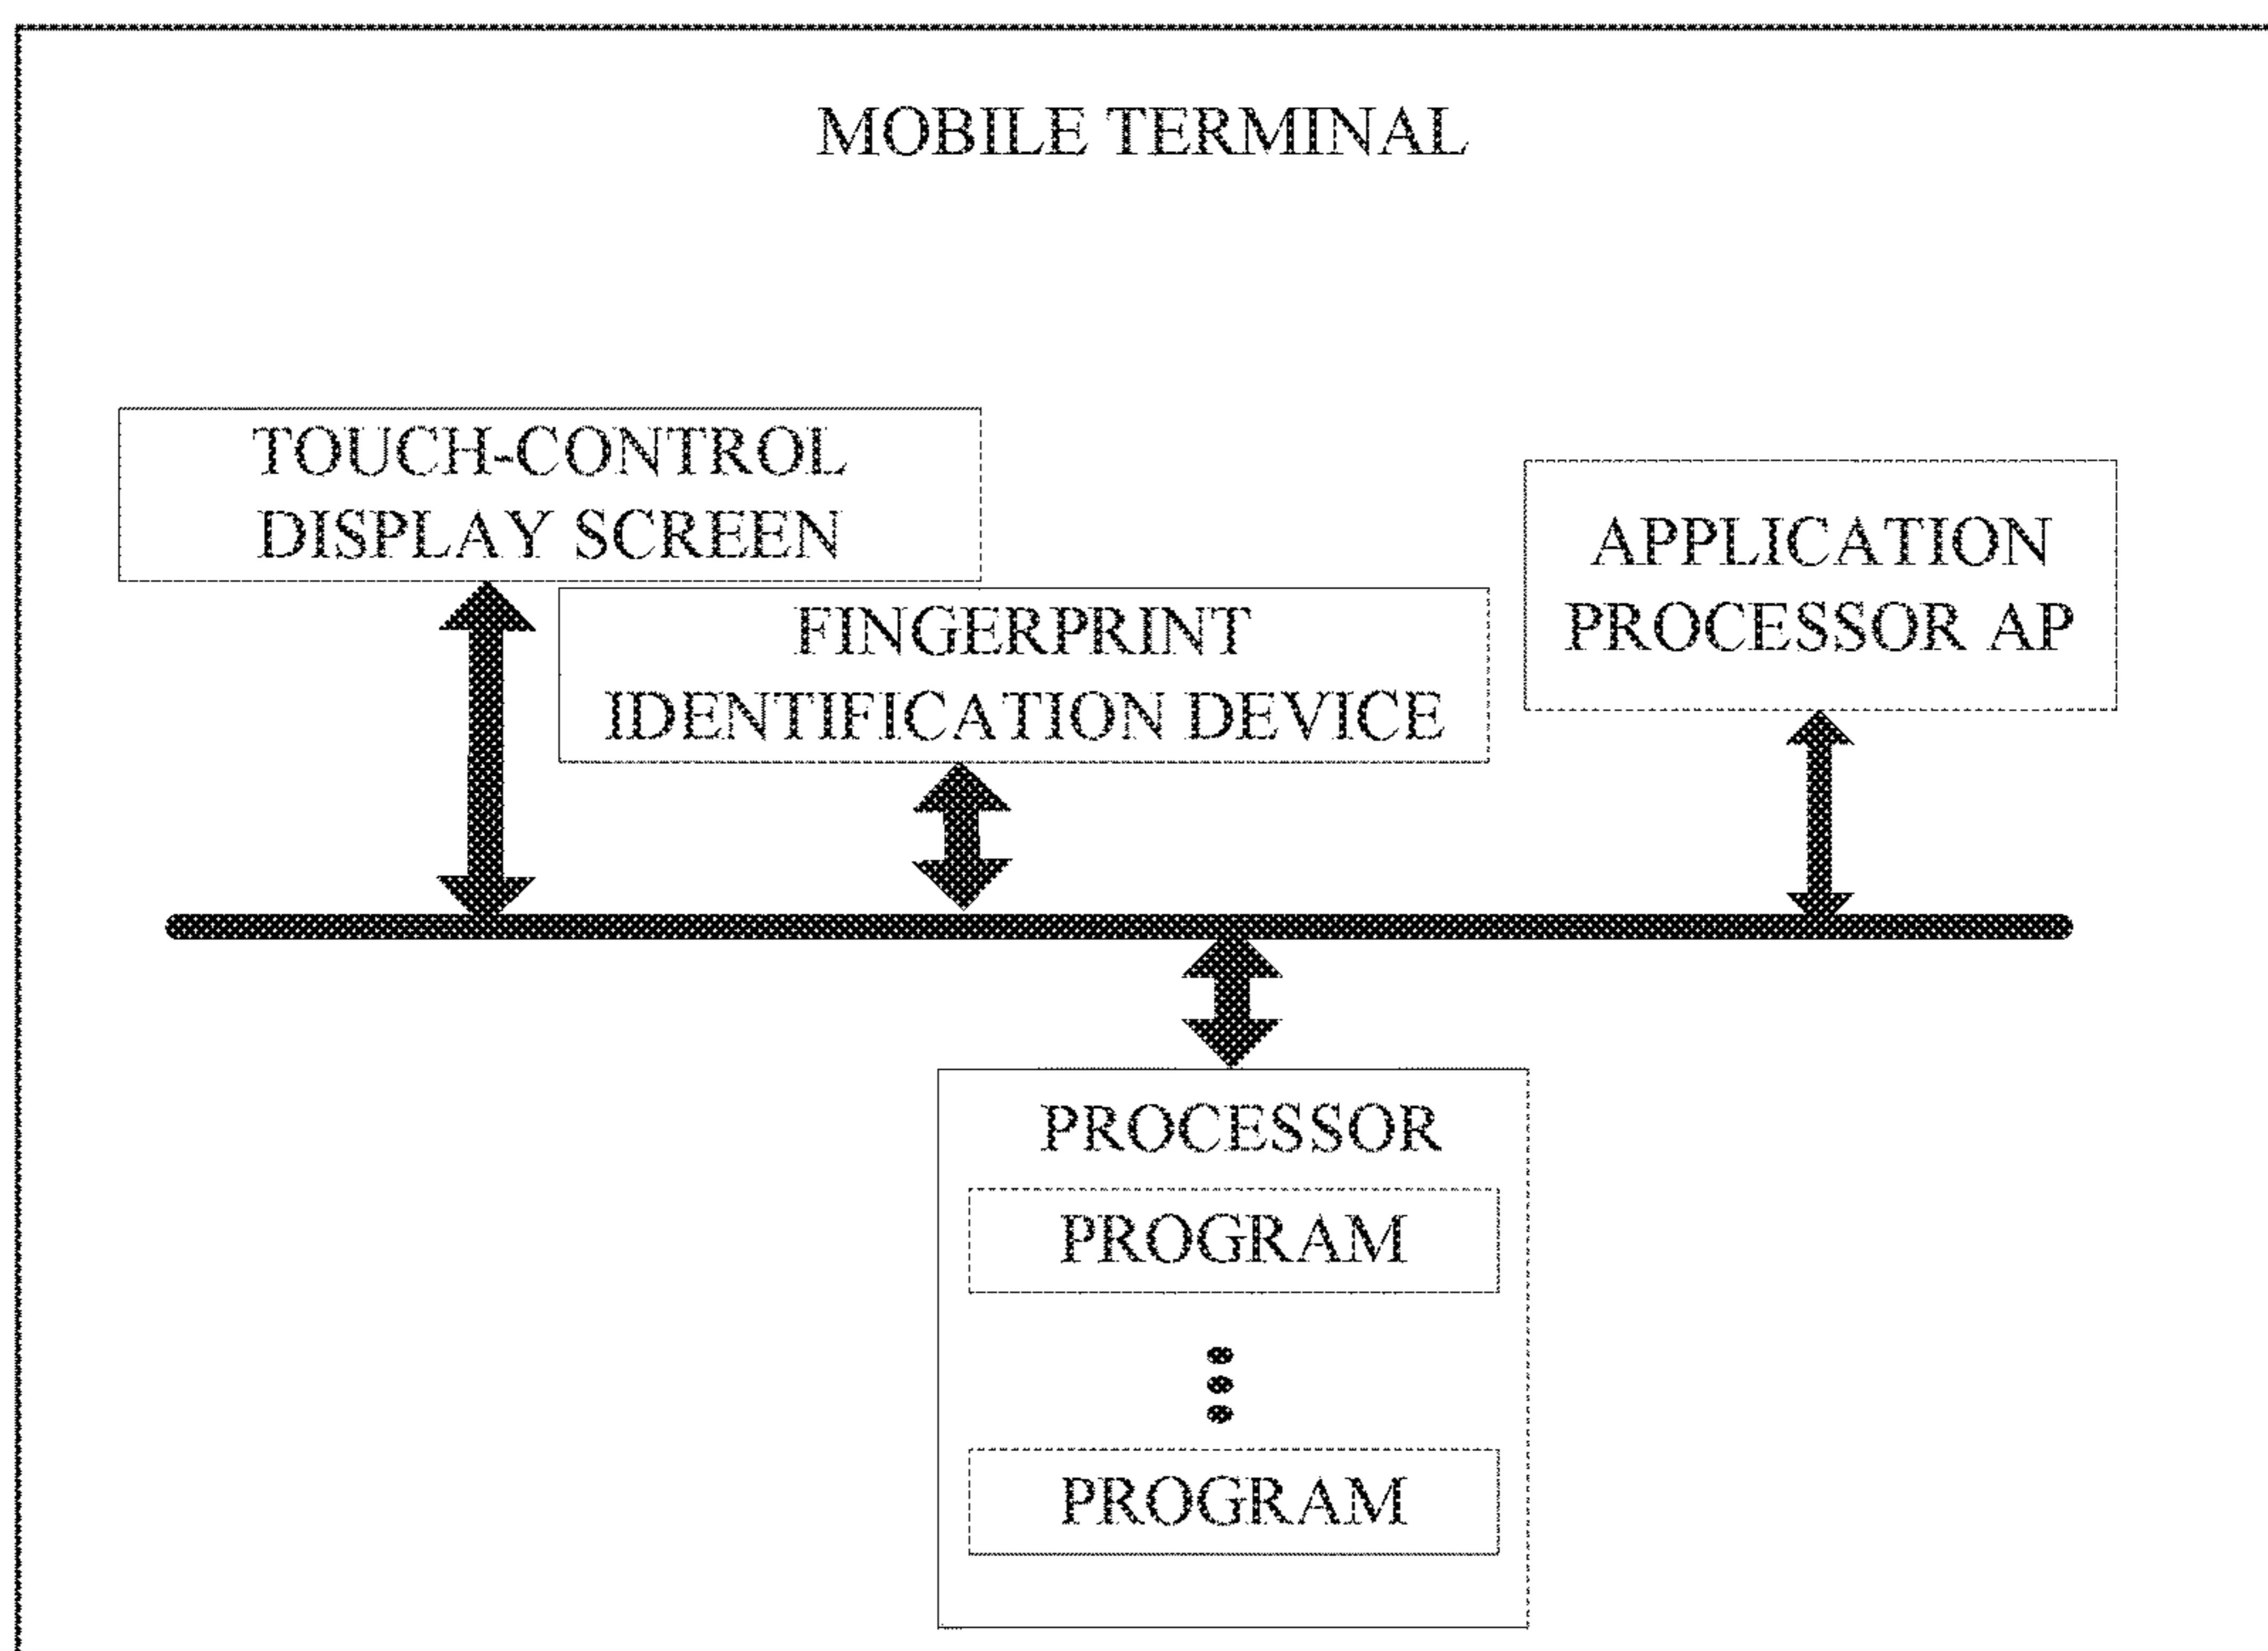 MOBILE TERMINAL
TOUCH-CONTROL
DISPLAY SCREEN
FINGERPRINT
IDENTIFICATION DEVICE
APPLICATION
PROCESSOR AP
PROCESSOR
PROGRAM
PROGRAM